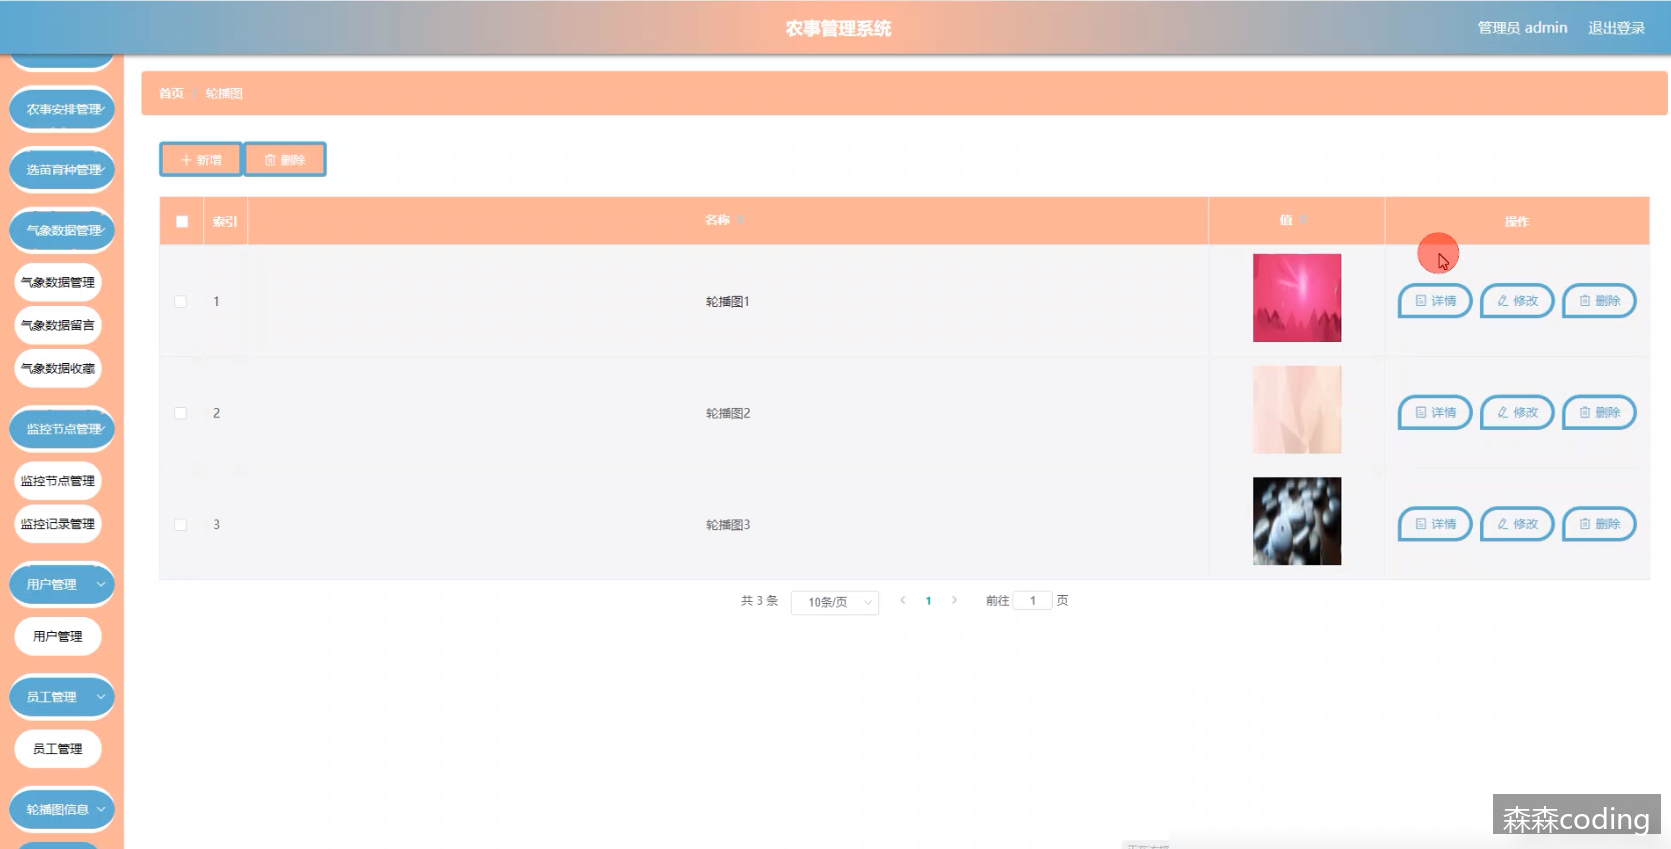 农事管理系统
管理员 admin
退出登录
农事安排管理
选苗育种管理
气象数据管理
气象数据管理
气象数据留言
气象数据收藏
监控节点管理
监控节点管理
监控记录管理
用户管理
用户管理
员工管理
员工管理
轮播图信息
首页 轮播图
新增 删除
索引 名称 值 操作
1 轮播图1 详情 修改 删除
2 轮播图2 详情 修改 删除
3 轮播图3 详情 修改 删除
共 3 条 10条/页 1 前往 1 页
森森coding